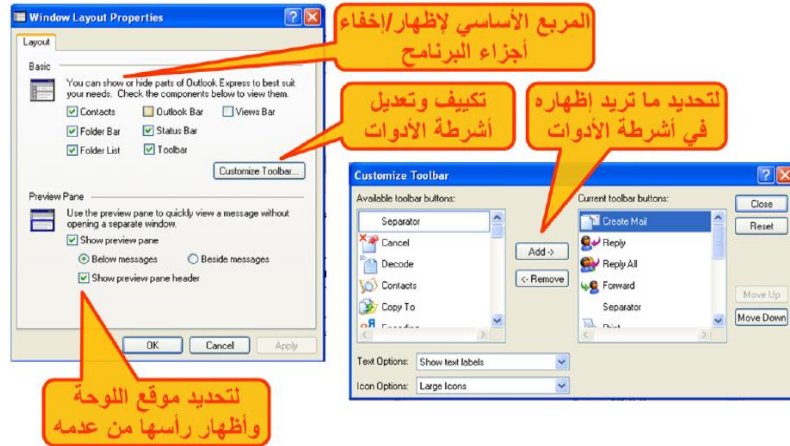 Window Layout Properties
Layout
Basic
You can show or hide parts of Outlook Express to best suit
your needs. Check the components below to view them.
Contacts
Outlook Bar
Views Bar
Folder Bar
Status Bar
Folder List
Toolbar
Customize Toolbar...
Preview Pane
Use the preview pane to quickly view a message without
opening a separate window.
Show preview pane
Below messages
Beside messages
Show preview pane header
OK
Cancel
Apply
المربع الأساسي لإظهار/إخفاء
أجزاء البرنامج
تكييف وتعديل
أشرطة الأدوات
لتحديد ما تريد إظهاره
في أشرطة الأدوات
لتحديد موقع اللوحة
وأظهار رأسها من عدمه
Customize Toolbar
Available toolbar buttons:
Separator
Cancel
Decode
Contacts
Copy To
Encoding
Add ->
<- Remove
Current toolbar buttons:
Create Mail
Reply
Reply All
Forward
Separator
Print
Close
Reset
Move Up
Move Down
Text Options:
Show text labels
Icon Options:
Large Icons